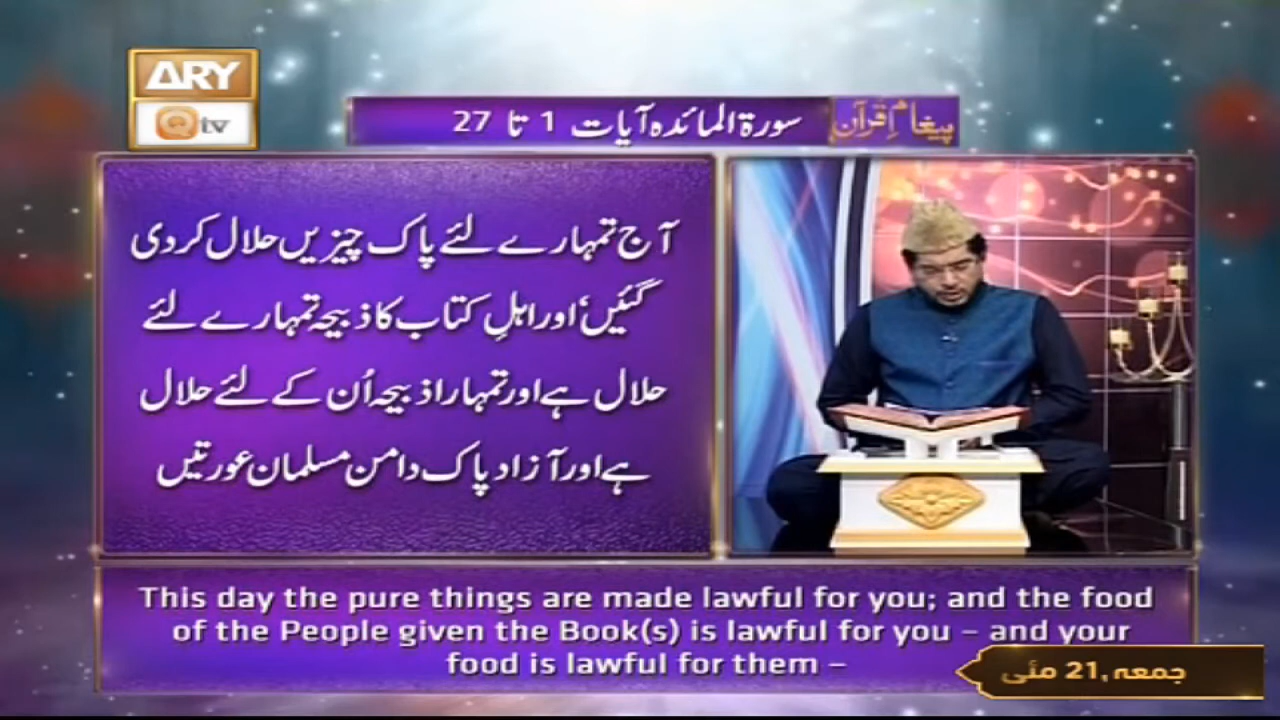 ARY
Qtv
پیغامِ قرآن
سورۃ المائدہ آیات 1 تا 27
آج تمہارے لئے پاک چیزیں حلال کر دی
گئیں‘ اور اہلِ کتاب کا ذبیحہ تمہارے لئے
حلال ہے اور تمہارا ذبیحہ اُن کے لئے حلال
ہے اور آزاد پاک دامن مسلمان عورتیں
This day the pure things are made lawful for you; and the food
of the People given the Book(s) is lawful for you – and your
food is lawful for them –
جمعہ, 21 مئی